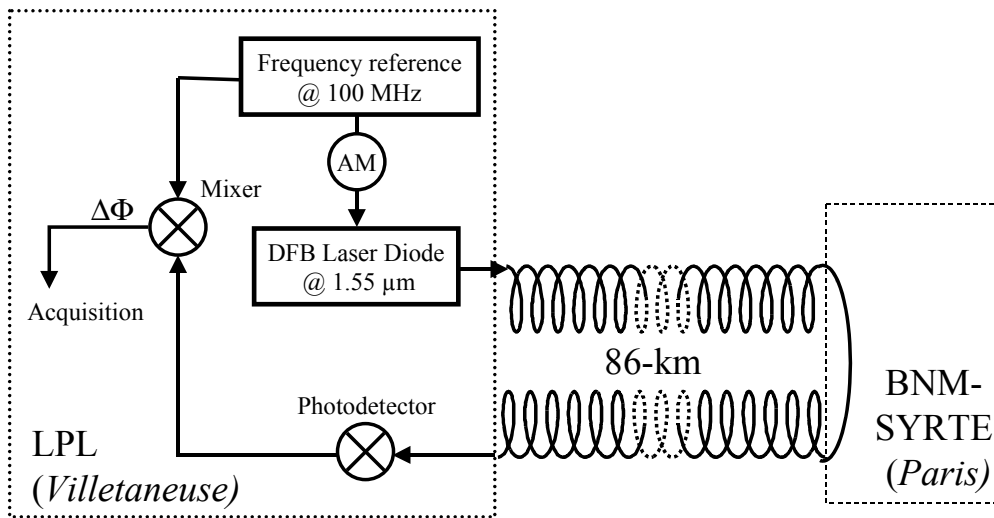 Frequency reference
@ 100 MHz
AM
Mixer
ΔΦ
DFB Laser Diode
@ 1.55 µm
Acquisition
86-km
Photodetector
BNM-
SYRTE
(Paris)
LPL
(Villetaneuse)